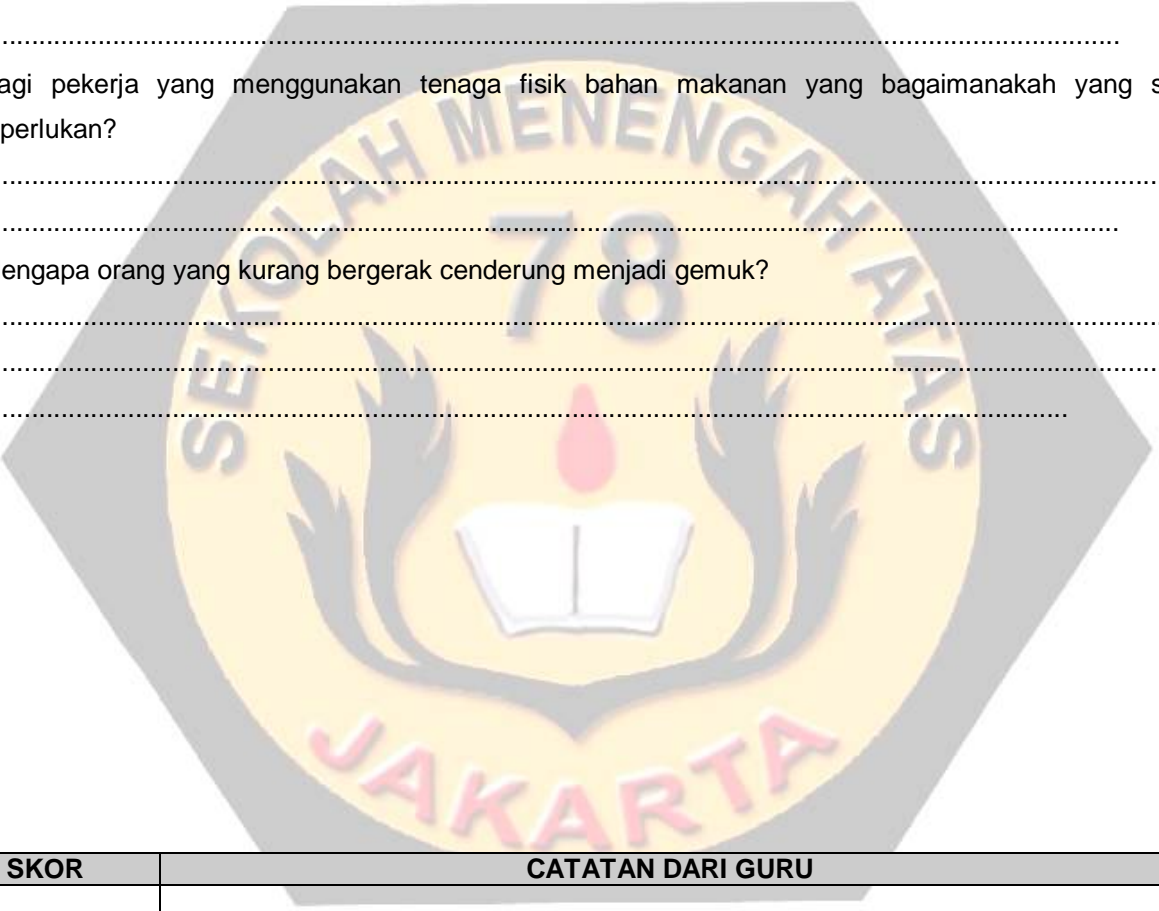 ..........
agi pekerja yang menggunakan tenaga fisik bahan makanan yang bagaimanakah yang s
perlukan?
..........
..........
engapa orang yang kurang bergerak cenderung menjadi gemuk?
..........
..........
..........
SEKOLAH MENENGAH ATAS
78
JAKARTA
SKOR CATATAN DARI GURU